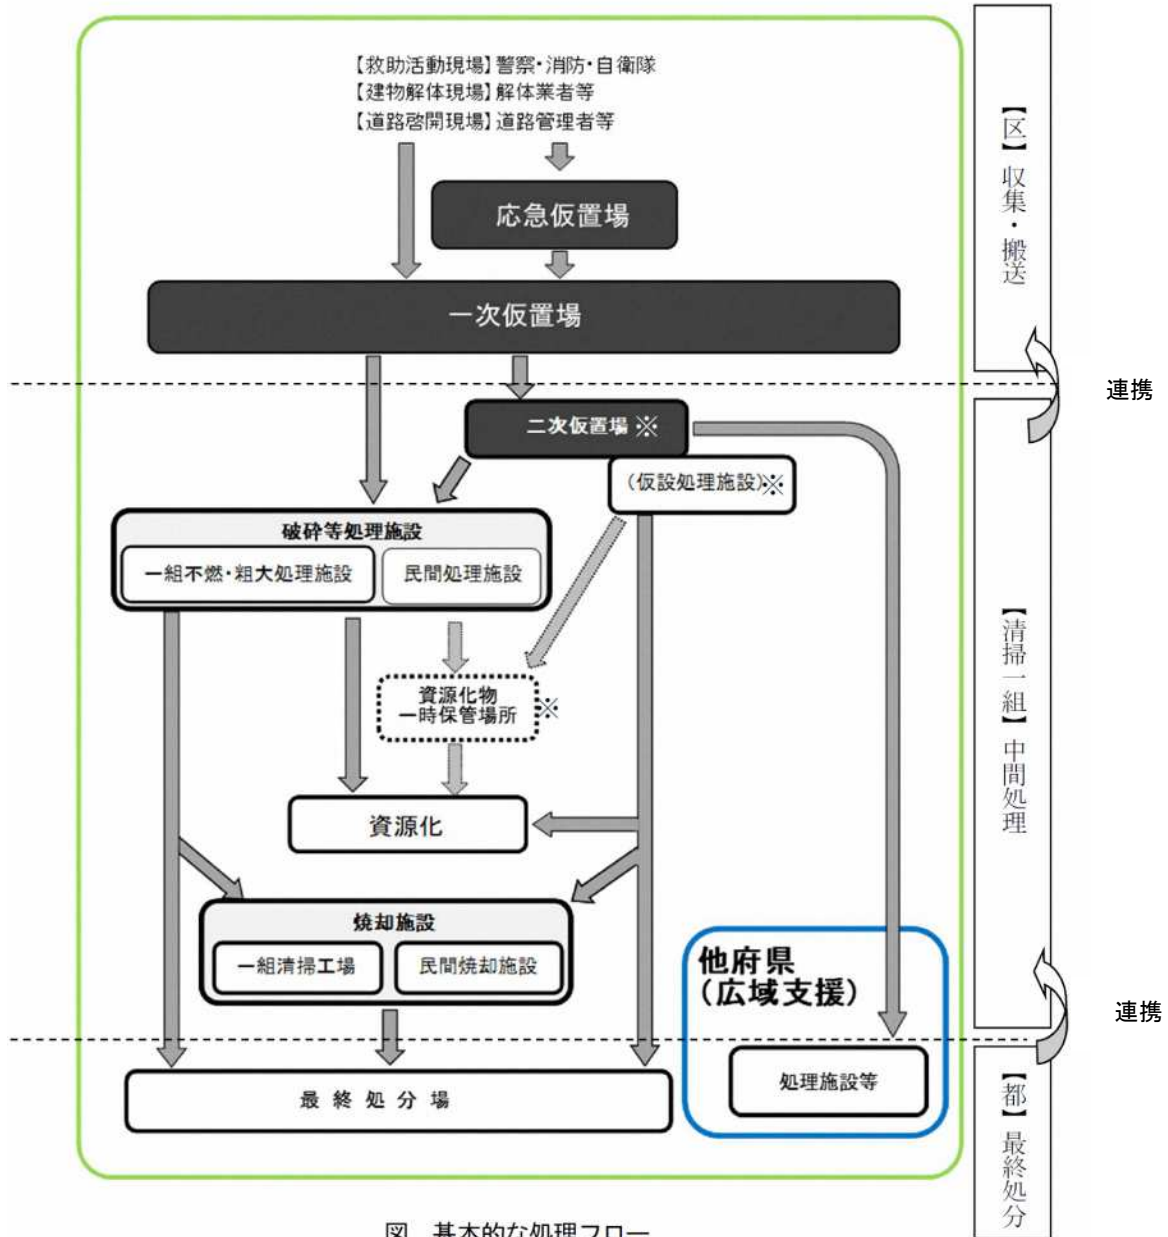 【救助活動現場】警察・消防・自衛隊
【建物解体現場】解体業者等
【道路啓開現場】道路管理者等
応急仮置場
一次仮置場
二次仮置場※
（仮設処理施設）※
破砕等処理施設
一組不燃・粗大処理施設
民間処理施設
資源化物
一時保管場所
※
資源化
焼却施設
一組清掃工場
民間焼却施設
他府県
（広域支援）
処理施設等
最終処分場
【区】収集・搬送
連携
【清掃一組】中間処理
連携
【都】最終処分
図 基本的な処理フロー